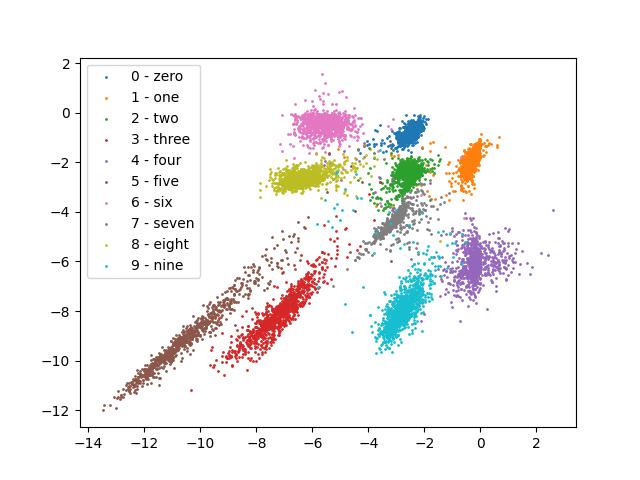 0 - zero
1 - one
2 - two
3 - three
4 - four
5 - five
6 - six
7 - seven
8 - eight
9 - nine
2
0
−2
−4
−6
−8
−10
−12
−14 −12 −10 −8 −6 −4 −2 0 2